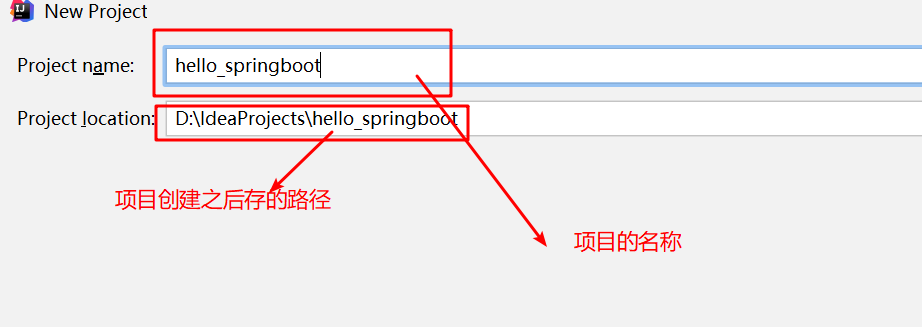 New Project
Project name:
hello_springboot
Project location:
D:\IdeaProjects\hello_springboot
项目创建之后存的路径
项目的名称